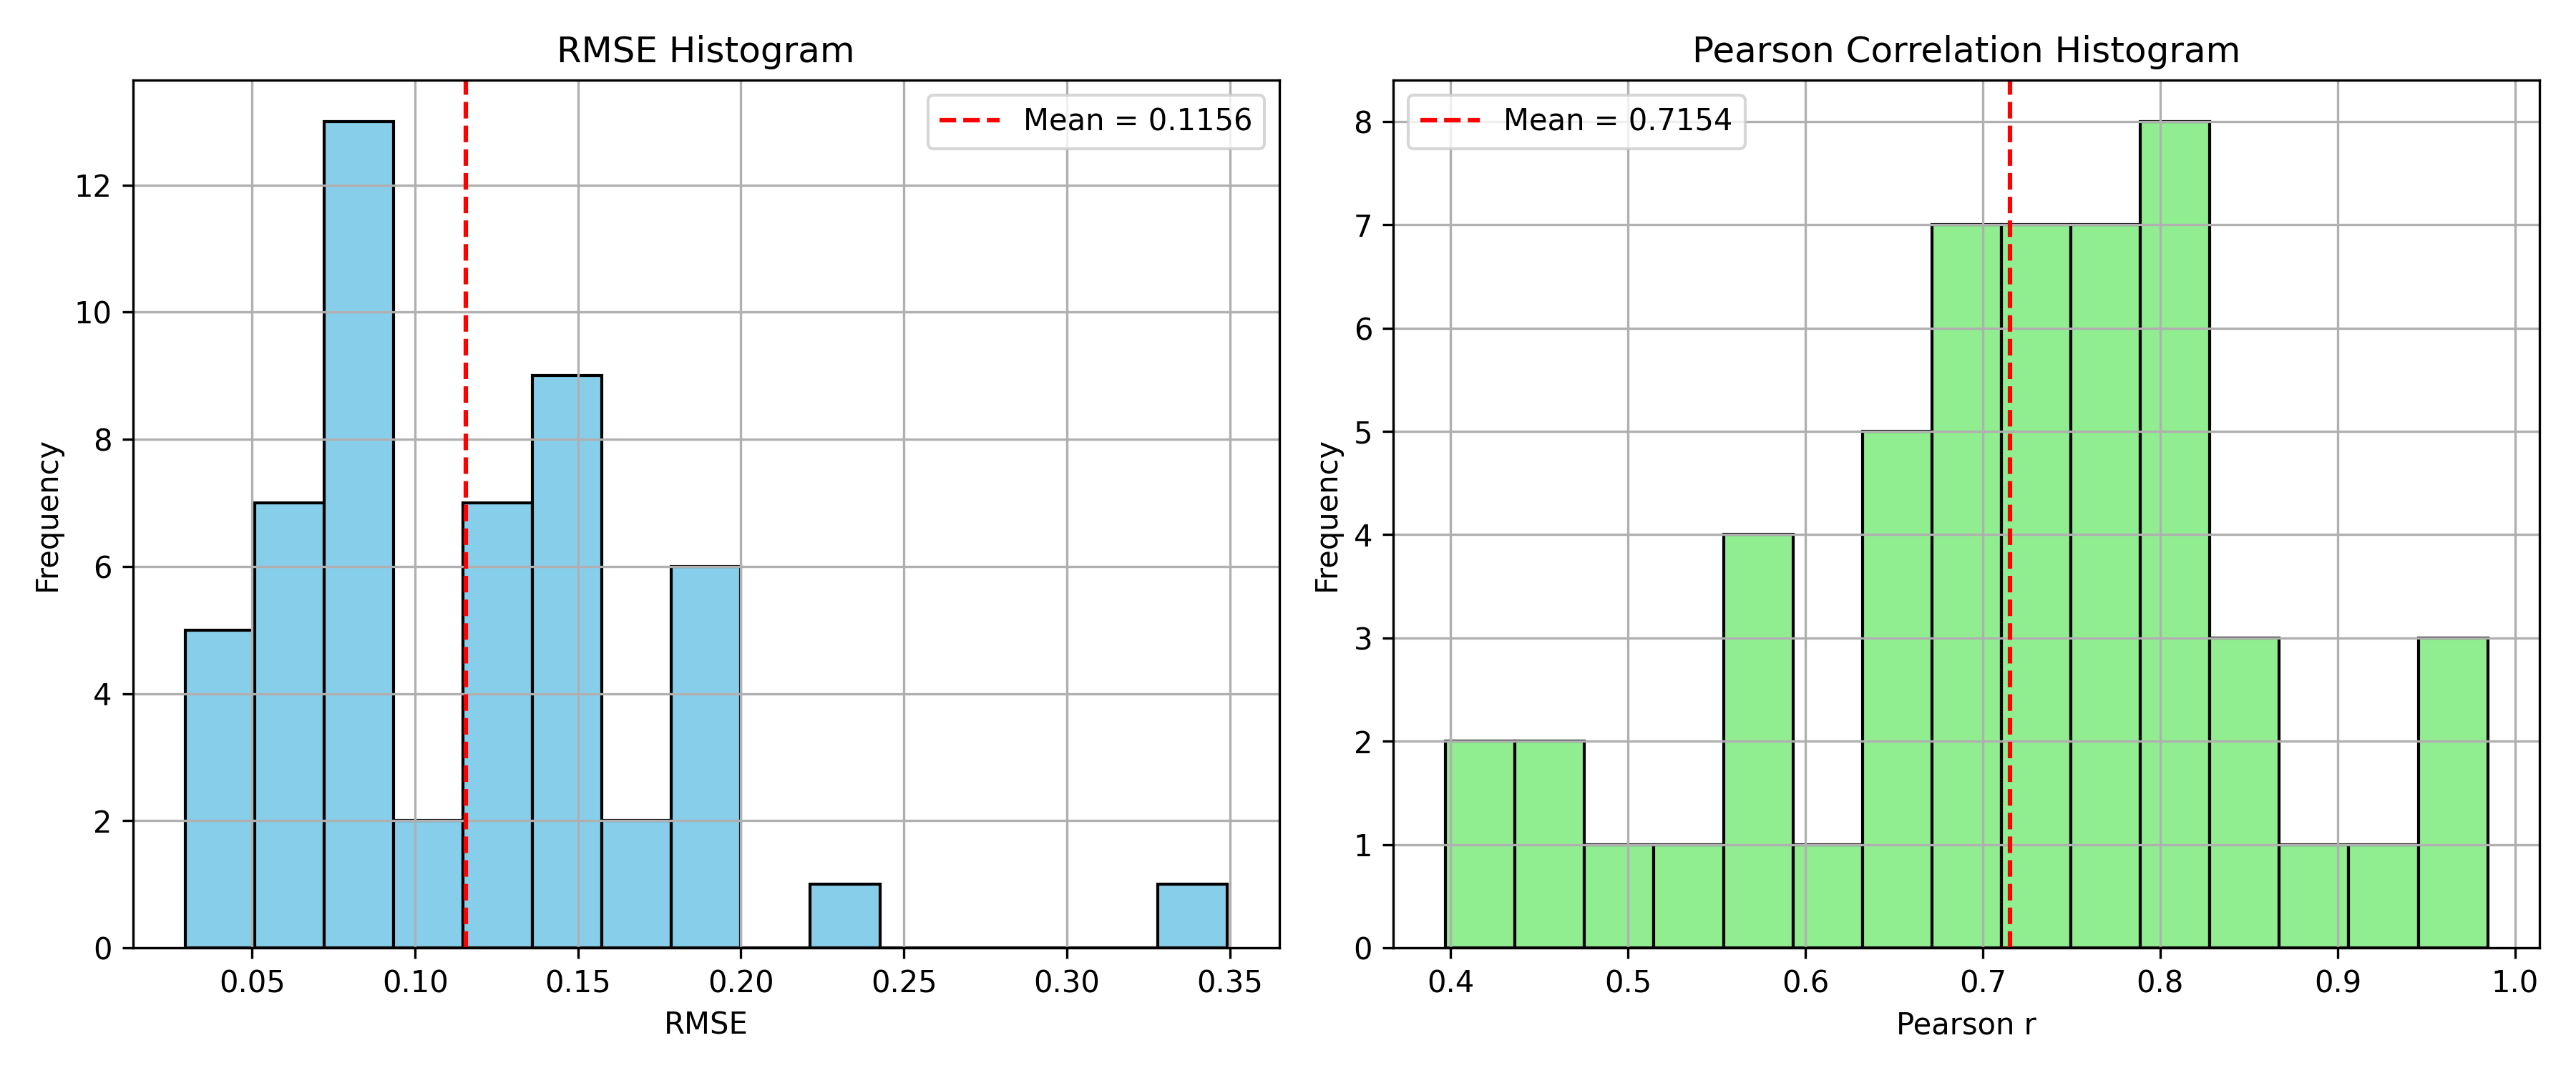 RMSE Histogram
Mean = 0.1156
Frequency
12
10
8
6
4
2
0
0.05 0.10 0.15 0.20 0.25 0.30 0.35
RMSE
Pearson Correlation Histogram
Mean = 0.7154
Frequency
8
7
6
5
4
3
2
1
0
0.4 0.5 0.6 0.7 0.8 0.9 1.0
Pearson r